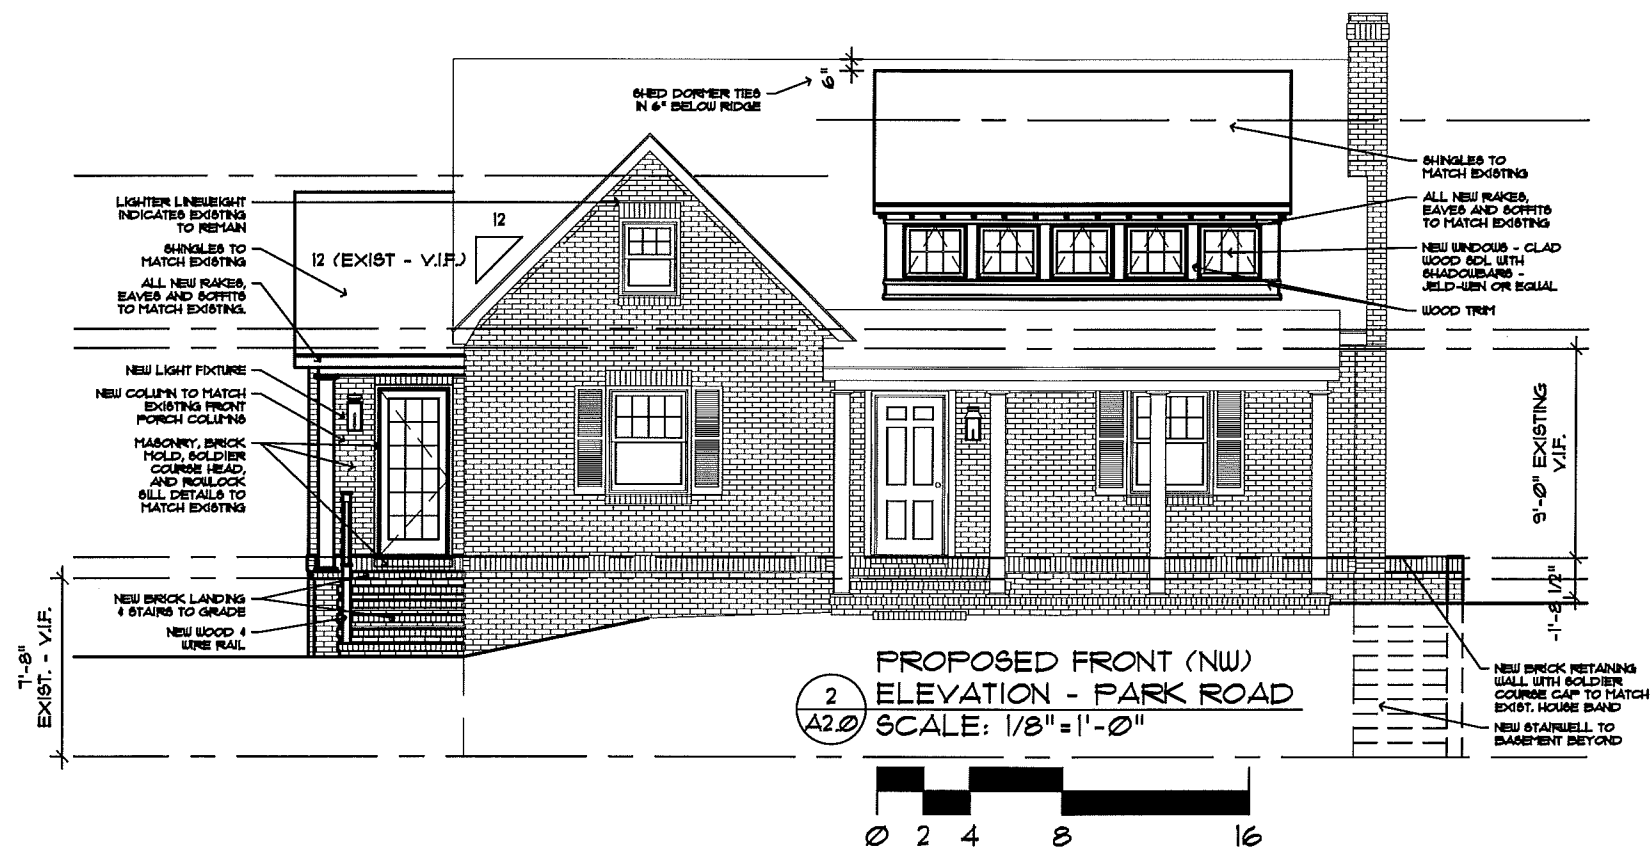 SHED DORMER TIES
IN 6" BELOW RIDGE
6"
LIGHTER LINEWEIGHT
INDICATES EXISTING
TO REMAIN
SHINGLES TO
MATCH EXISTING
ALL NEW RAKES,
EAVES AND SOFFITS
TO MATCH EXISTING.
NEW LIGHT FIXTURE
NEW COLUMN TO MATCH
EXISTING FRONT
PORCH COLUMNS
MASONRY, BRICK
MOLD, SOLDIER
COURSE HEAD,
AND ROWLOCK
SILL DETAILS TO
MATCH EXISTING
NEW BRICK LANDING
& STAIRS TO GRADE
NEW WOOD &
WIRE RAIL
7'-8"
EXIST. - V.I.F.
12
12 (EXIST - V.I.F.)
SHINGLES TO
MATCH EXISTING
ALL NEW RAKES,
EAVES AND SOFFITS
TO MATCH EXISTING
NEW WINDOWS - CLAD
WOOD SDL WITH
SHADOWBARS -
JELD-WEN OR EQUAL
WOOD TRIM
9'-0" EXISTING
V.I.F.
-1'-8 1/2"
NEW BRICK RETAINING
WALL WITH SOLDIER
COURSE CAP TO MATCH
EXIST. HOUSE BAND
NEW STAIRWELL TO
BASEMENT BEYOND
2
A2.0
PROPOSED FRONT (NW)
ELEVATION - PARK ROAD
SCALE: 1/8"=1'-0"
0 2 4 8 16